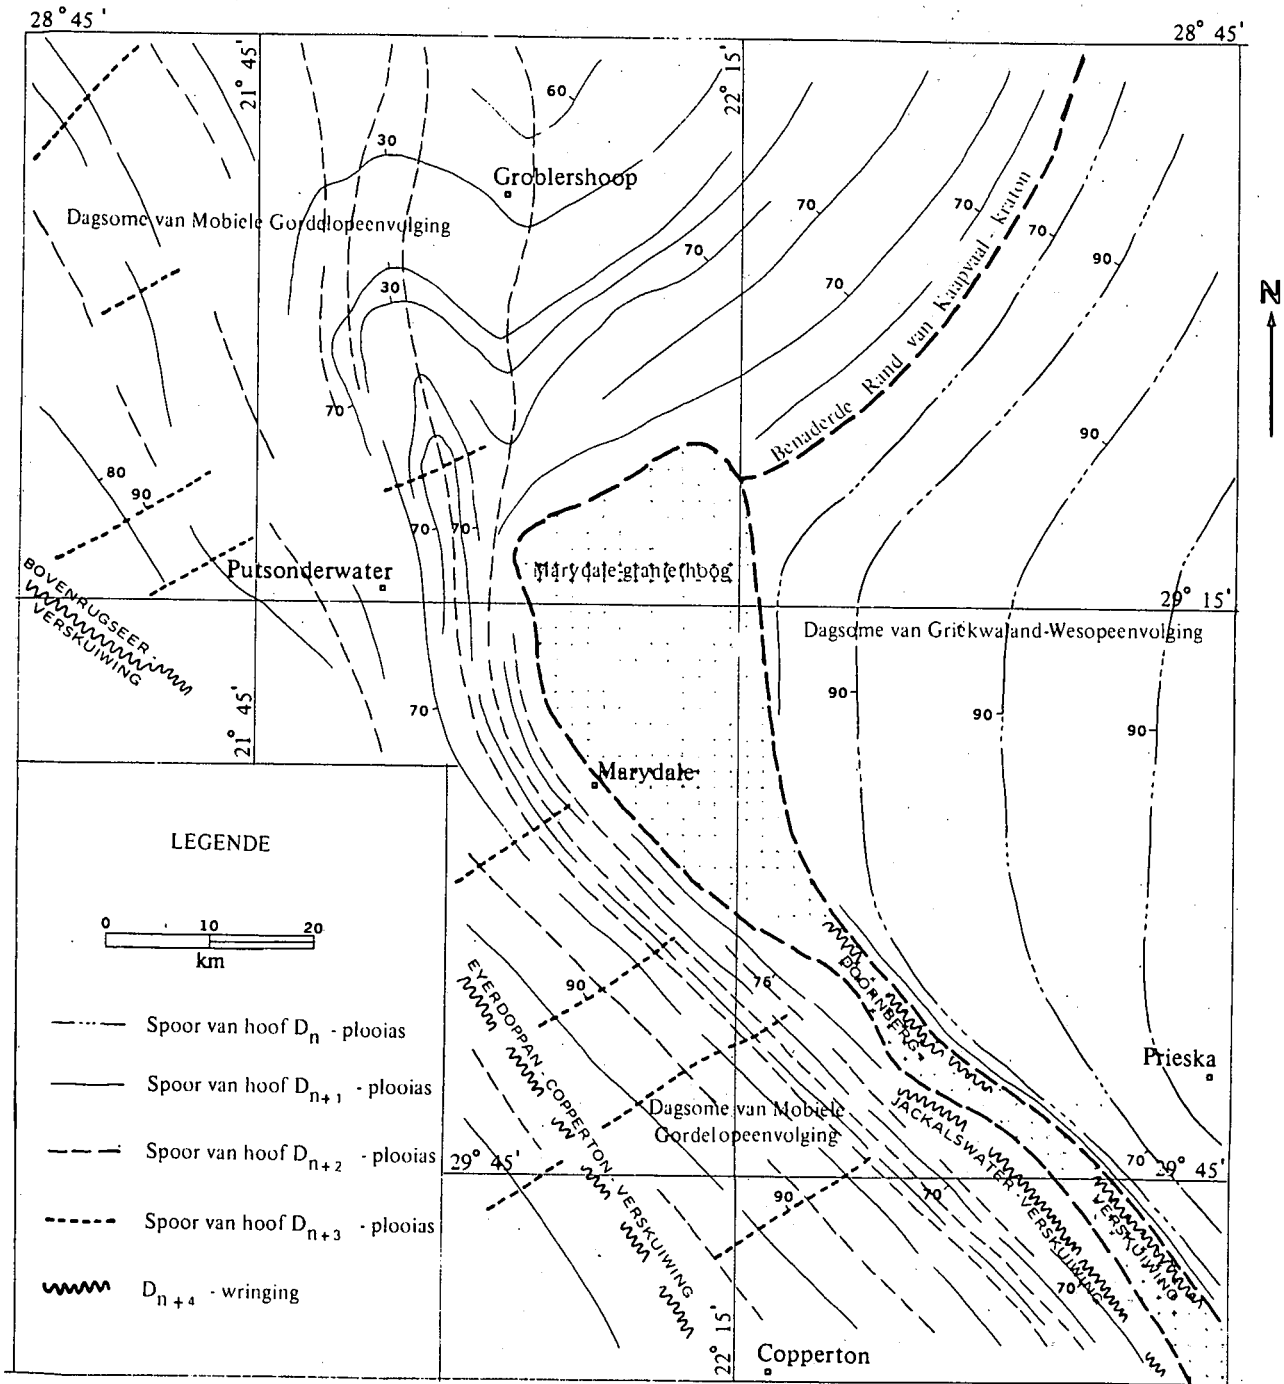 28° 45'
28° 45'
21° 45'
22° 15'
60
30
Groblershoop
N
Dagsome van Mobiele Gordelopeenvolging
70
70
70
90
70
30
70
Benaderde Rand van Kaapvaal-kraton
70
90
80
90
70
70
Marydale-graniethoog
Putsonderwater
BOVENRUGSEER-
VERSKUIWING
29° 15'
Dagsome van Griekwaland-Wesopeenvolging
90
90
90
70
21° 45'
Marydale
LEGENDE
0 10 20
km
EYERDOPPAN-COPPERTON-VERSKUIWING
90
76
DOORNBERG-
VERSKUIWING
Prieska
Spoor van hoof Dn - plooias
Spoor van hoof Dn+1 - plooias
Spoor van hoof Dn+2 - plooias
Spoor van hoof Dn+3 - plooias
Dn+4 - wringing
Dagsome van Mobiele
Gordelopeenvolging
JACKALSWATER-VERSKUIWING
29° 45'
70
29° 45'
90
70
70
22° 15'
Copperton